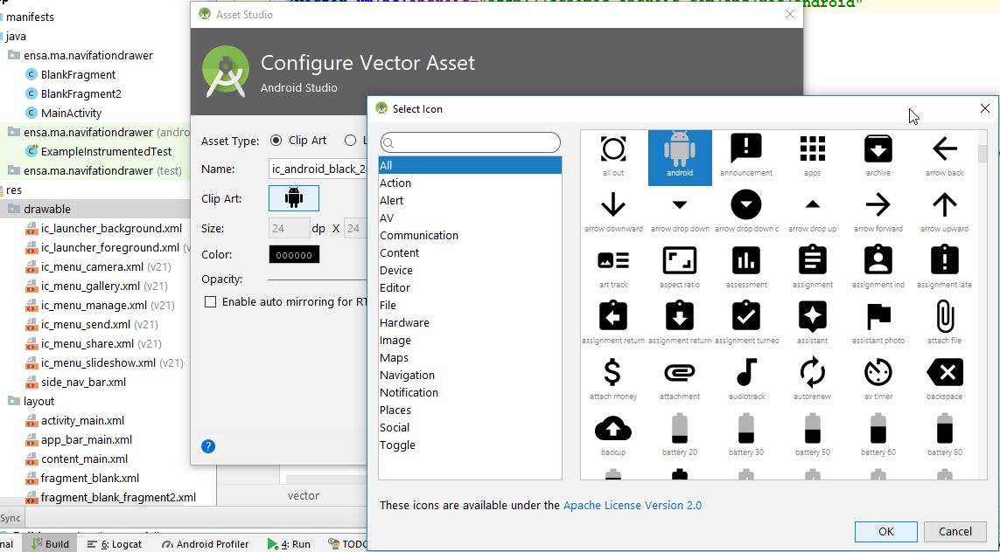 manifests
java
ensa.ma.navifationdrawer
BlankFragment
BlankFragment2
MainActivity
ensa.ma.navifationdrawer (andro
ExampleInstrumentedTest
ensa.ma.navifationdrawer (test)
res
drawable
ic_launcher_background.xml
ic_launcher_foreground.xml (v
ic_menu_camera.xml (v21)
ic_menu_gallery.xml (v21)
ic_menu_manage.xml (v21)
ic_menu_send.xml (v21)
ic_menu_share.xml (v21)
ic_menu_slideshow.xml (v21)
side_nav_bar.xml
layout
activity_main.xml
app_bar_main.xml
content_main.xml
fragment_blank.xml
fragment_blank_fragment2.xml
Sync
Build
6: Logcat
Android Profiler
4: Run
TODO
vector
Asset Studio
Configure Vector Asset
Android Studio
Asset Type:
Clip Art
Name:
ic_android_black_24
Clip Art:
Size:
24
dp X
24
Color:
000000
Opacity:
Enable auto mirroring for RT
?
Select Icon
All
Action
Alert
AV
Communication
Content
Device
Editor
File
Hardware
Image
Maps
Navigation
Notification
Places
Social
Toggle
all out
android
announcement
apps
archive
arrow back
arrow downward
arrow drop down
arrow drop down c
arrow drop up
arrow forward
arrow upward
art track
aspect ratio
assessment
assignment
assignment ind
assignment late
assignment return
assignment return
assignment turned
assistant
assistant photo
attach file
attach money
attachment
audiotrack
autorenew
av timer
backspace
backup
battery 20
battery 30
battery 50
battery 60
battery 80
These icons are available under the Apache License Version 2.0
OK
Cancel